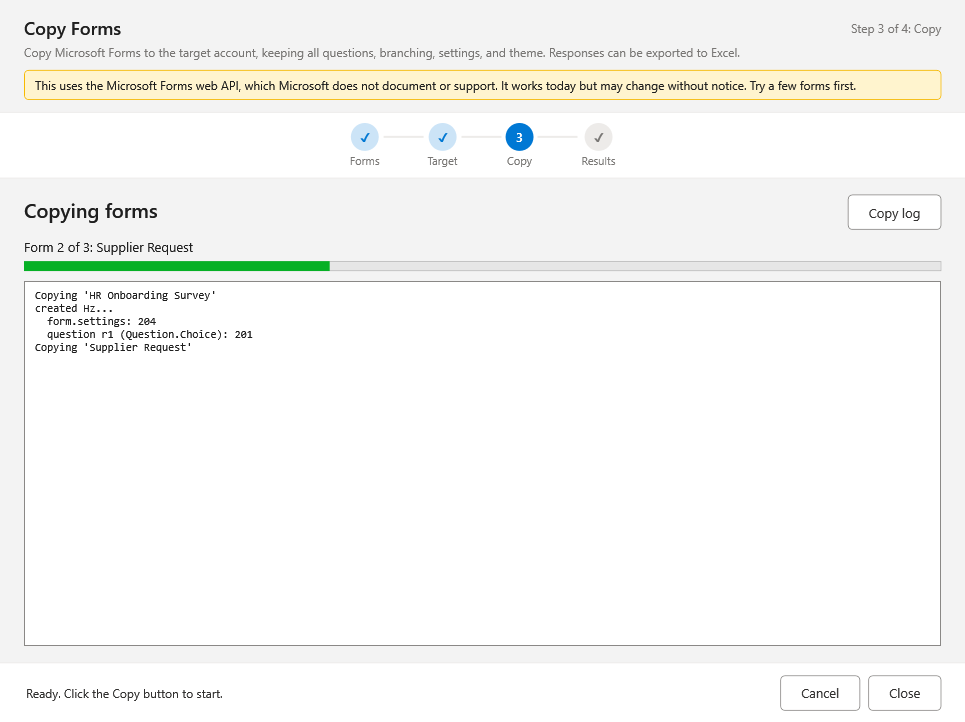 Copy Forms
Step 3 of 4: Copy
Copy Microsoft Forms to the target account, keeping all questions, branching, settings, and theme. Responses can be exported to Excel.
This uses the Microsoft Forms web API, which Microsoft does not document or support. It works today but may change without notice. Try a few forms first.
3
Forms
Target
Copy
Results
Copying forms
Copy log
Form 2 of 3: Supplier Request
Copying 'HR Onboarding Survey'
created Hz...
form.settings: 204
question r1 (Question.Choice): 201
Copying 'Supplier Request'
Ready. Click the Copy button to start.
Cancel
Close